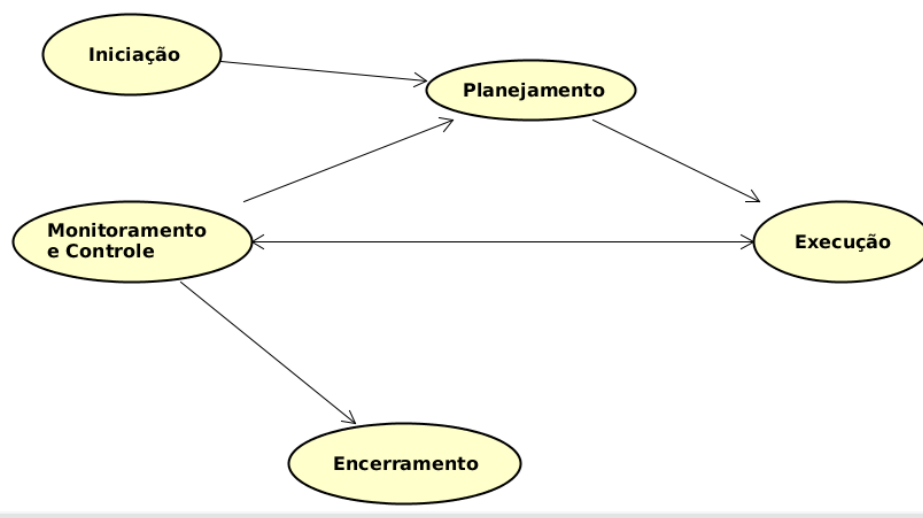 Iniciação
Planejamento
Monitoramento
e Controle
Execução
Encerramento